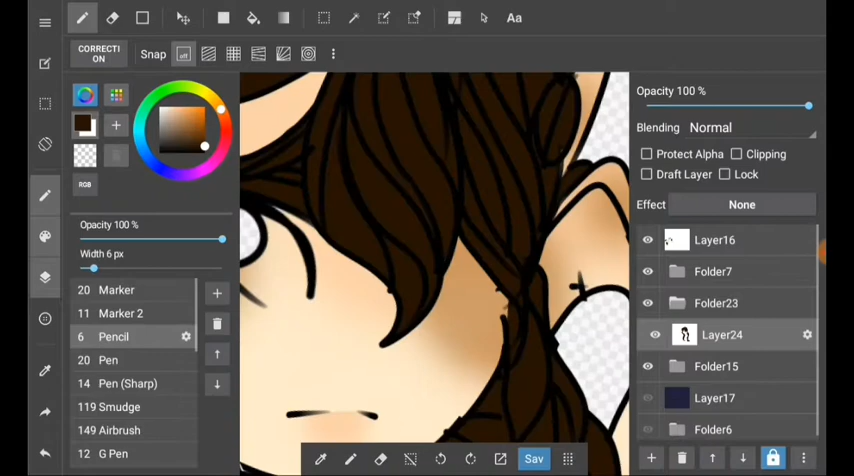 Aa
CORRECTI
ON
Snap
off
RGB
Opacity 100 %
Width 6 px
20 Marker
11 Marker 2
6 Pencil
20 Pen
14 Pen (Sharp)
119 Smudge
149 Airbrush
12 G Pen
Sav
Opacity 100 %
Blending Normal
Protect Alpha Clipping
Draft Layer Lock
Effect None
Layer16
Folder7
Folder23
Layer24
Folder15
Layer17
Folder6